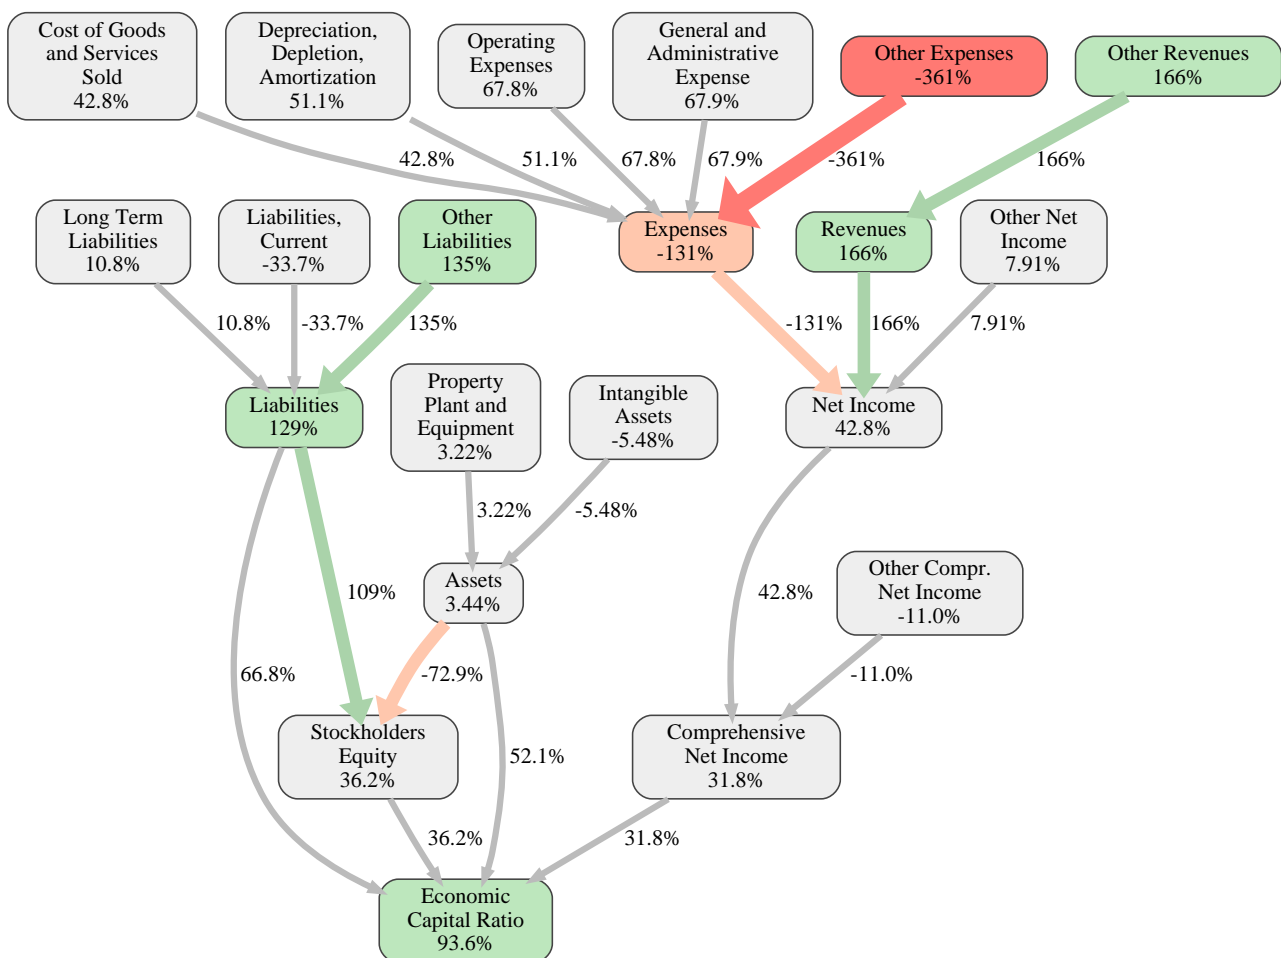 Cost of Goods
and Services
Sold
42.8%
Depreciation,
Depletion,
Amortization
51.1%
Operating
Expenses
67.8%
General and
Administrative
Expense
67.9%
Other Expenses
-361%
Other Revenues
166%
42.8%
51.1%
67.8%
67.9%
-361%
166%
Long Term
Liabilities
10.8%
Liabilities,
Current
-33.7%
Other
Liabilities
135%
Expenses
-131%
Revenues
166%
Other Net
Income
7.91%
10.8%
-33.7%
135%
-131%
166%
7.91%
Liabilities
129%
Property
Plant and
Equipment
3.22%
Intangible
Assets
-5.48%
Net Income
42.8%
3.22%
-5.48%
Assets
3.44%
109%
42.8%
Other Compr.
Net Income
-11.0%
66.8%
-72.9%
-11.0%
Stockholders
Equity
36.2%
52.1%
Comprehensive
Net Income
31.8%
36.2%
31.8%
Economic
Capital Ratio
93.6%